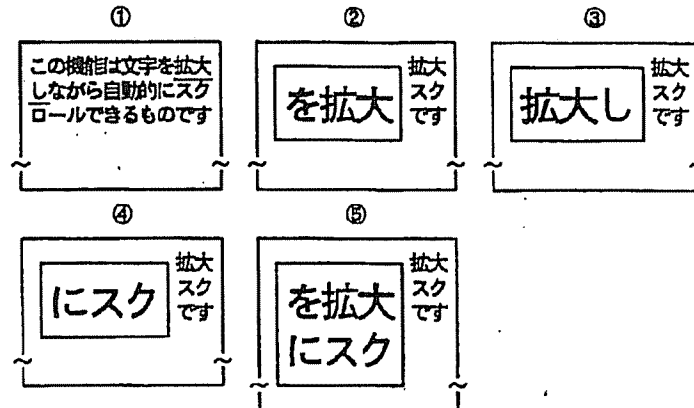 ①
この機能は文字を拡大
しながら自動的にスク
ロールできるものです
②
を拡大
拡大
スク
です
③
拡大し
拡大
スク
です
④
にスク
拡大
スク
です
⑤
を拡大
にスク
拡大
スク
です